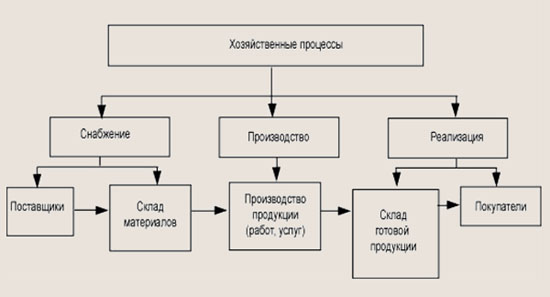 Хозяйственные процессы
Снабжение
Производство
Реализация
Поставщики
Склад
материалов
Производство
продукции
(работ, услуг)
Склад
готовой
продукции
Покупатели